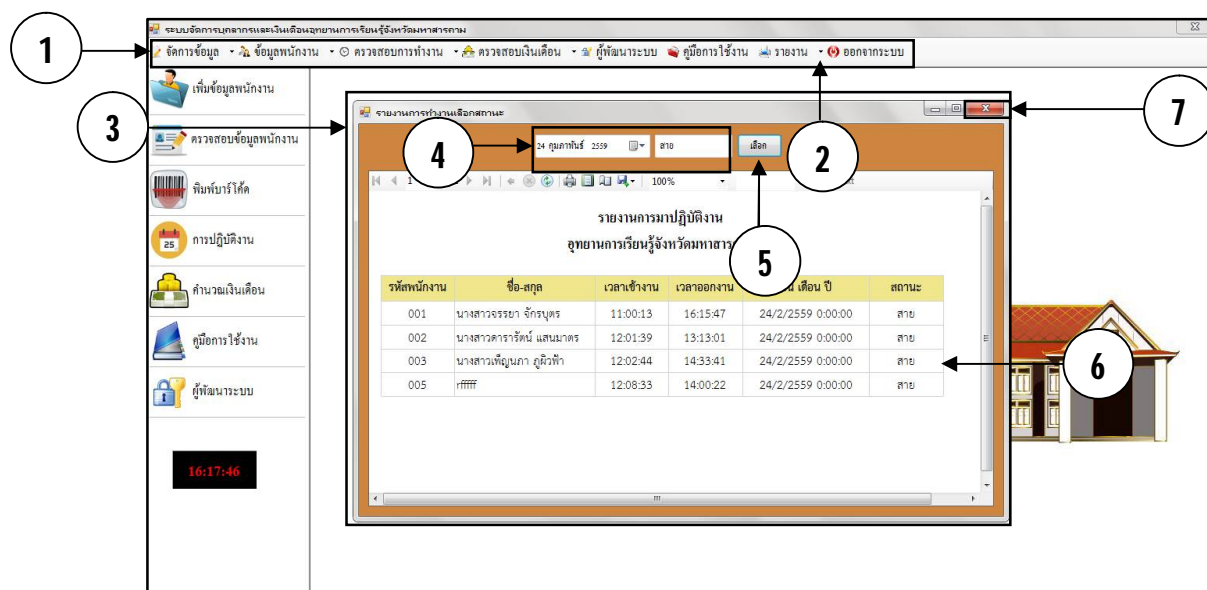 ระบบจัดการบุคลากรและเงินเดือนอุทยานการเรียนรู้จังหวัดมหาสารคาม
1
จัดการข้อมูล ข้อมูลพนักงาน ตรวจสอบการทำงาน ตรวจสอบเงินเดือน ผู้พัฒนาระบบ คู่มือการใช้งาน รายงาน ออกจากระบบ
เพิ่มข้อมูลพนักงาน
ตรวจสอบข้อมูลพนักงาน
พิมพ์บาร์โค้ด
25
การปฏิบัติงาน
คำนวณเงินเดือน
คู่มือการใช้งาน
ผู้พัฒนาระบบ
16:17:46
3
รายงานการทำงานเลือกสถานะ
7
4
24 กุมภาพันธ์ 2559 สาย เลือก
2
1 100%
รายงานการมาปฏิบัติงาน
อุทยานการเรียนรู้จังหวัดมหาสาร
5
รหัสพนักงาน ชื่อ-สกุล เวลาเข้างาน เวลาออกงาน เดือน ปี สถานะ
001 นางสาวจรรยา จักรบุตร 11:00:13 16:15:47 24/2/2559 0:00:00 สาย
002 นางสาวดารารัตน์ แสนมาตร 12:01:39 13:13:01 24/2/2559 0:00:00 สาย
003 นางสาวเพ็ญนภา ภูผิวฟ้า 12:02:44 14:33:41 24/2/2559 0:00:00 สาย
005 rffffff 12:08:33 14:00:22 24/2/2559 0:00:00 สาย
6